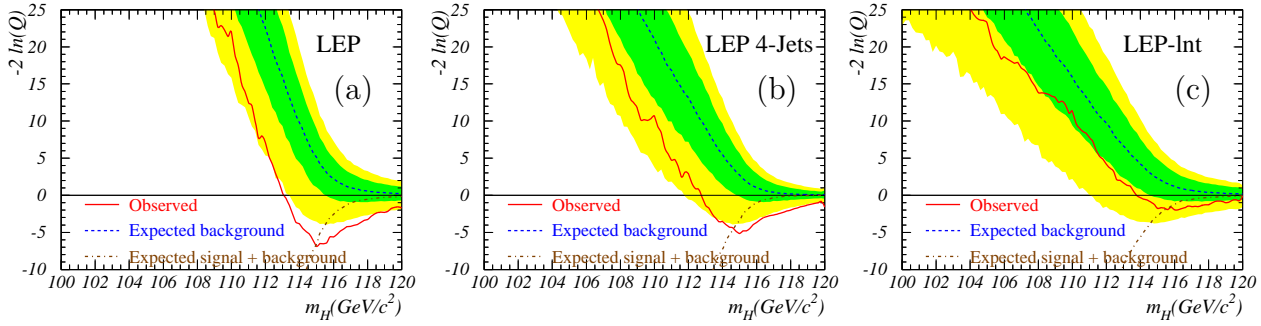 -2 ln(Q)
25
20
15
10
5
0
-5
-10
LEP
(a)
Observed
Expected background
Expected signal + background
100 102 104 106 108 110 112 114 116 118 120
m_H(GeV/c²)
-2 ln(Q)
25
20
15
10
5
0
-5
-10
LEP 4-Jets
(b)
Observed
Expected background
Expected signal + background
100 102 104 106 108 110 112 114 116 118 120
m_H(GeV/c²)
-2 ln(Q)
25
20
15
10
5
0
-5
-10
LEP-lnt
(c)
Observed
Expected background
Expected signal + background
100 102 104 106 108 110 112 114 116 118 120
m_H(GeV/c²)